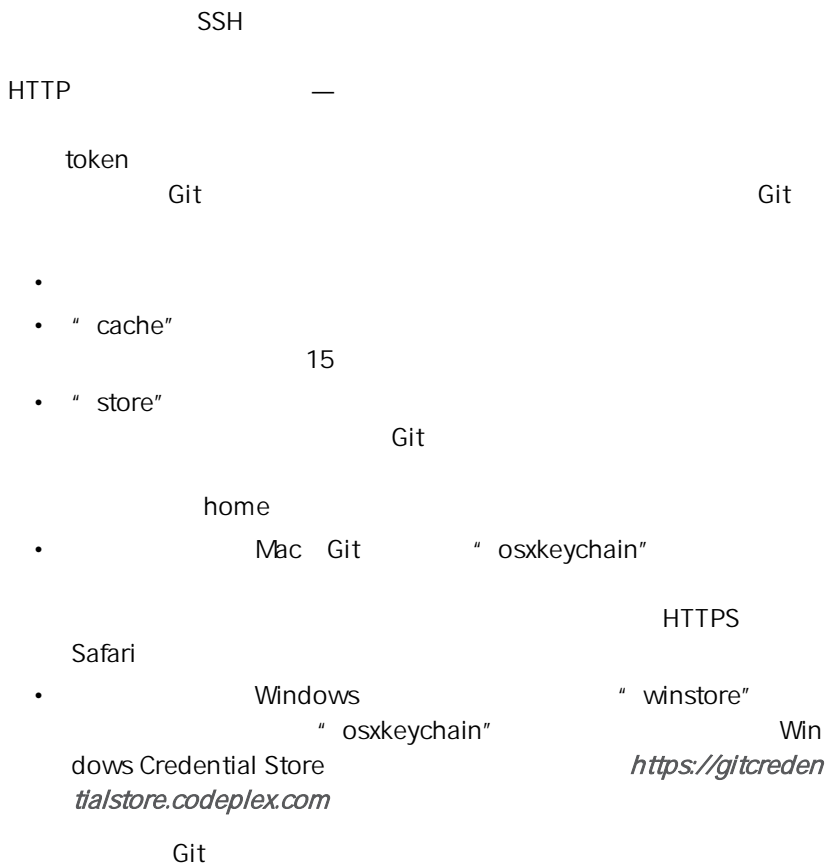 SSH
HTTP —
token
Git Git
•
• “ cache”
15
• “ store”
Git
home
• Mac Git “ osxkeychain”
HTTPS
Safari
• Windows “ winstore”
“ osxkeychain” Win
dows Credential Store https://gitcreden
tialstore.codeplex.com
Git